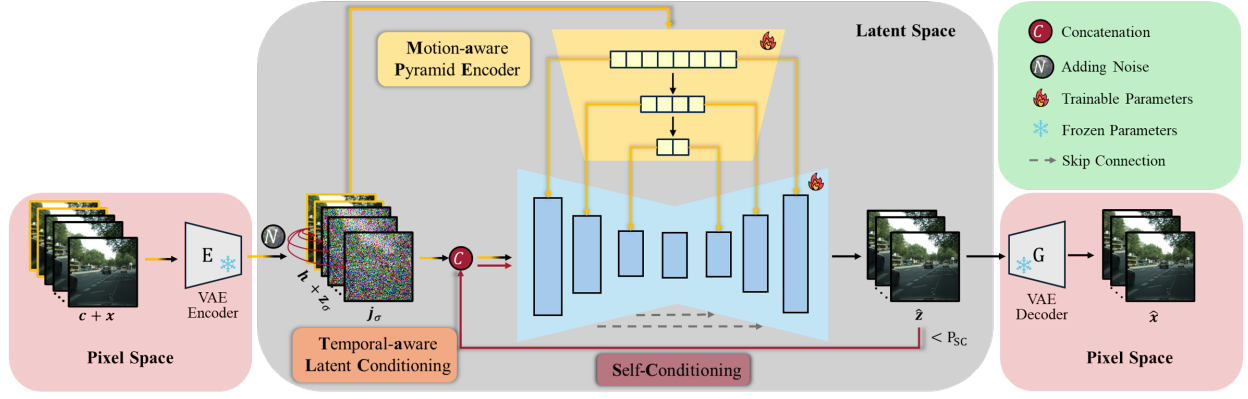 Motion-aware
Pyramid Encoder
Latent Space
C
Concatenation
N
Adding Noise
Trainable Parameters
Frozen Parameters
Skip Connection
c + x
E
VAE
Encoder
Pixel Space
N
h + z_σ
j_σ
C
Temporal-aware
Latent Conditioning
Self-Conditioning
ẑ
< P_SC
G
VAE
Decoder
x̂
Pixel Space